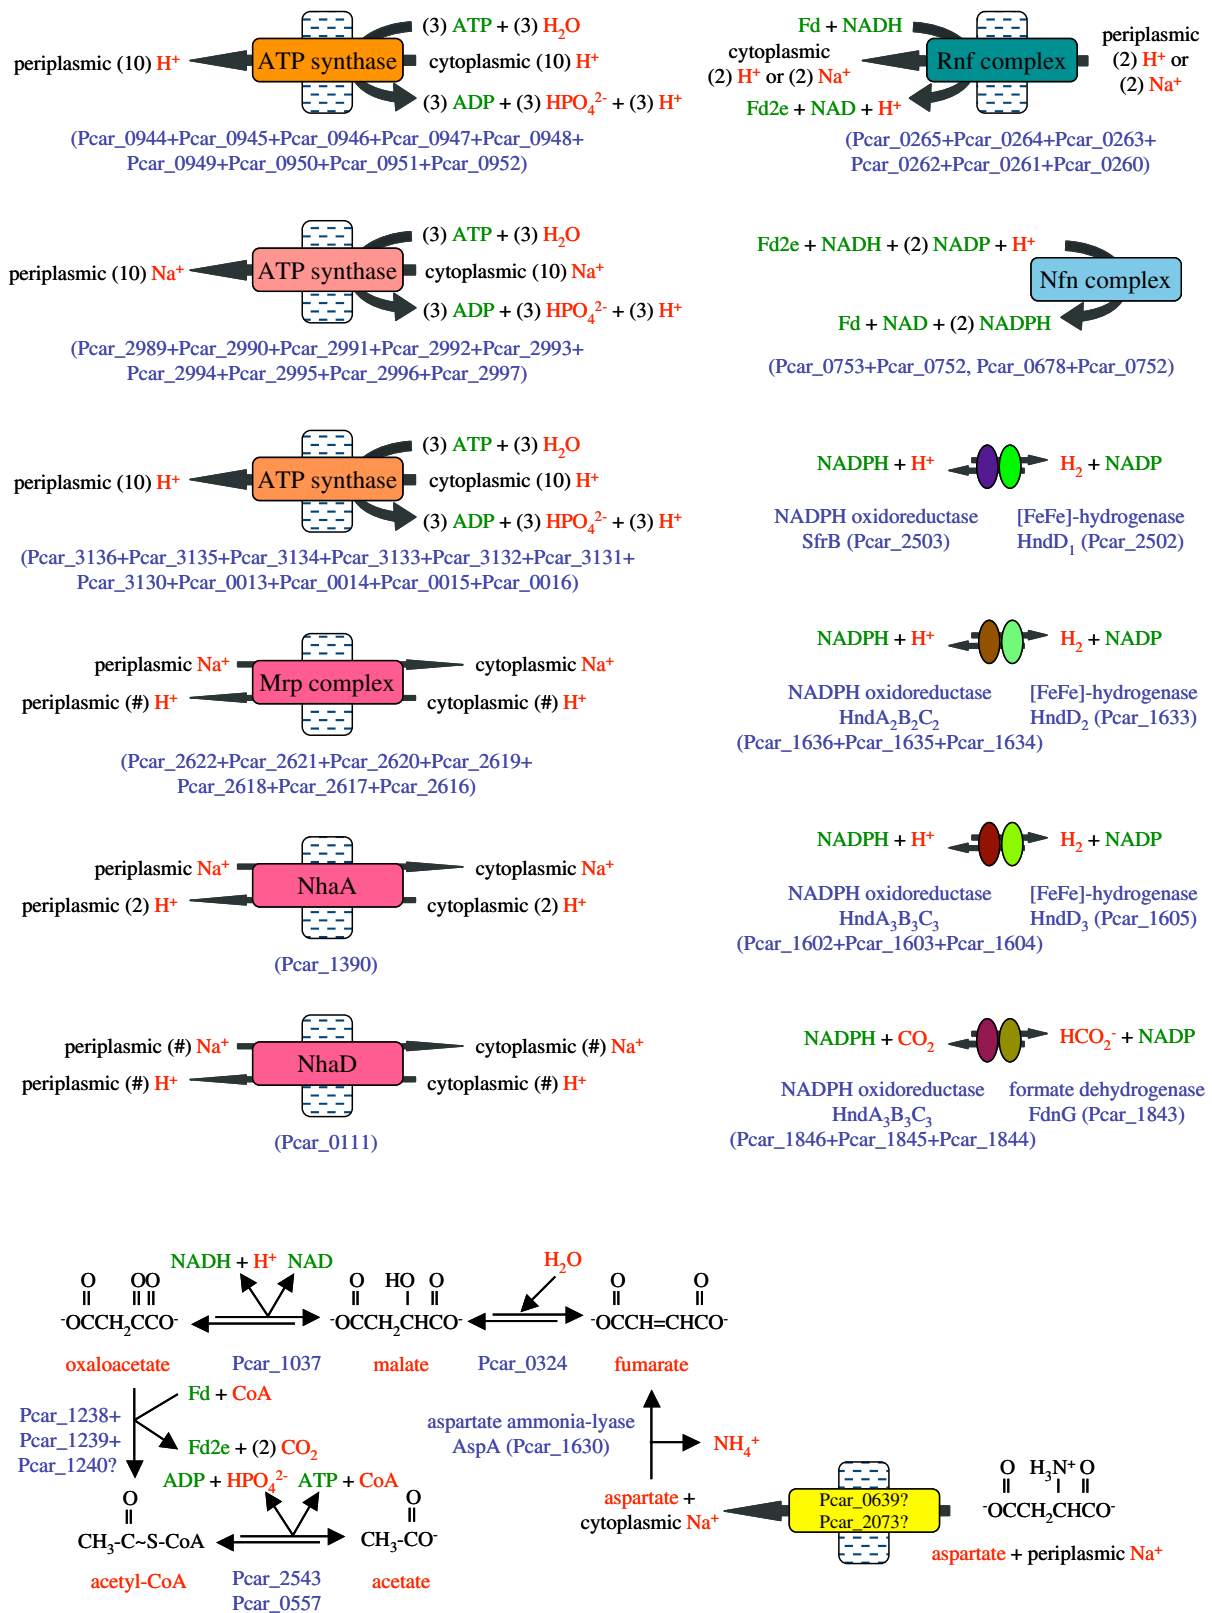 (3) ATP + (3) H₂O
periplasmic (10) H⁺
ATP synthase
cytoplasmic (10) H⁺
(3) ADP + (3) HPO₄²⁻ + (3) H⁺
(Pcar_0944+Pcar_0945+Pcar_0946+Pcar_0947+Pcar_0948+
Pcar_0949+Pcar_0950+Pcar_0951+Pcar_0952)
(3) ATP + (3) H₂O
periplasmic (10) Na⁺
ATP synthase
cytoplasmic (10) Na⁺
(3) ADP + (3) HPO₄²⁻ + (3) H⁺
(Pcar_2989+Pcar_2990+Pcar_2991+Pcar_2992+Pcar_2993+
Pcar_2994+Pcar_2995+Pcar_2996+Pcar_2997)
(3) ATP + (3) H₂O
periplasmic (10) H⁺
ATP synthase
cytoplasmic (10) H⁺
(3) ADP + (3) HPO₄²⁻ + (3) H⁺
(Pcar_3136+Pcar_3135+Pcar_3134+Pcar_3133+Pcar_3132+Pcar_3131+
Pcar_3130+Pcar_0013+Pcar_0014+Pcar_0015+Pcar_0016)
periplasmic Na⁺
cytoplasmic Na⁺
Mrp complex
periplasmic (#) H⁺
cytoplasmic (#) H⁺
(Pcar_2622+Pcar_2621+Pcar_2620+Pcar_2619+
Pcar_2618+Pcar_2617+Pcar_2616)
periplasmic Na⁺
cytoplasmic Na⁺
NhaA
periplasmic (2) H⁺
cytoplasmic (2) H⁺
(Pcar_1390)
periplasmic (#) Na⁺
cytoplasmic (#) Na⁺
NhaD
periplasmic (#) H⁺
cytoplasmic (#) H⁺
(Pcar_0111)
Fd + NADH
cytoplasmic
(2) H⁺ or (2) Na⁺
Fd2e + NAD + H⁺
Rnf complex
periplasmic
(2) H⁺ or
(2) Na⁺
(Pcar_0265+Pcar_0264+Pcar_0263+
Pcar_0262+Pcar_0261+Pcar_0260)
Fd2e + NADH + (2) NADP + H⁺
Nfn complex
Fd + NAD + (2) NADPH
(Pcar_0753+Pcar_0752, Pcar_0678+Pcar_0752)
NADPH + H⁺
H₂ + NADP
NADPH oxidoreductase
SfrB (Pcar_2503)
[FeFe]-hydrogenase
HndD₁ (Pcar_2502)
NADPH + H⁺
H₂ + NADP
NADPH oxidoreductase
HndA₂B₂C₂
(Pcar_1636+Pcar_1635+Pcar_1634)
[FeFe]-hydrogenase
HndD₂ (Pcar_1633)
NADPH + H⁺
H₂ + NADP
NADPH oxidoreductase
HndA₃B₃C₃
(Pcar_1602+Pcar_1603+Pcar_1604)
[FeFe]-hydrogenase
HndD₃ (Pcar_1605)
NADPH + CO₂
HCO₂⁻ + NADP
NADPH oxidoreductase
HndA₃B₃C₃
(Pcar_1846+Pcar_1845+Pcar_1844)
formate dehydrogenase
FdnG (Pcar_1843)
NADH + H⁺ NAD
H₂O
O OO
HO O
O
O O
⁻OCCH₂CCO⁻
⁻OCCH₂CHCO⁻
⁻OCCH=CHCO⁻
oxaloacetate
Pcar_1037
malate
Pcar_0324
fumarate
Fd + CoA
Pcar_1238+
Pcar_1239+
Pcar_1240?
Fd2e + (2) CO₂
aspartate ammonia-lyase
AspA (Pcar_1630)
NH₄⁺
ADP + HPO₄²⁻ ATP + CoA
O
O
CH₃-C~S-CoA
CH₃-CO⁻
acetyl-CoA
Pcar_2543
Pcar_0557
acetate
aspartate +
cytoplasmic Na⁺
Pcar_0639?
Pcar_2073?
O H₃N⁺ O
⁻OCCH₂CHCO⁻
aspartate + periplasmic Na⁺